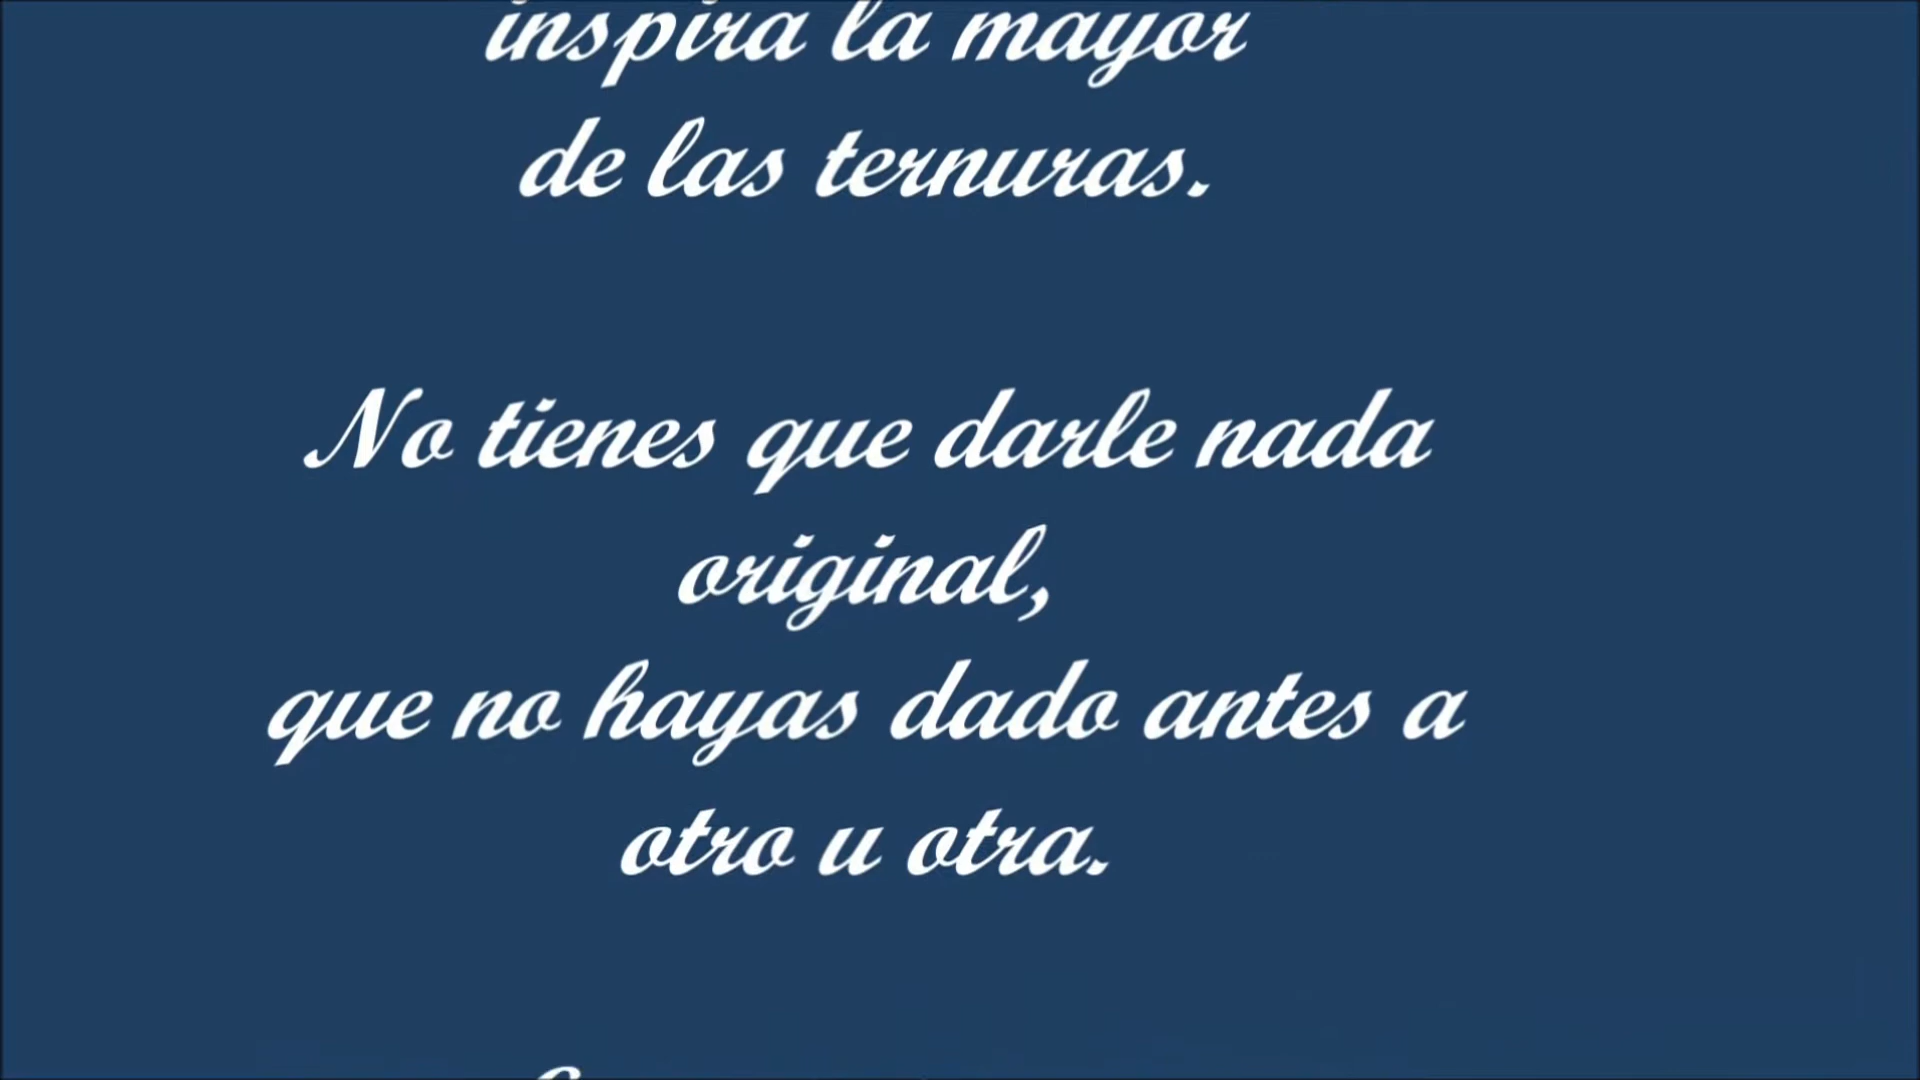 inspira la mayor
de las ternuras.
No tienes que darle nada
original,
que no hayas dado antes a
otro u otra.